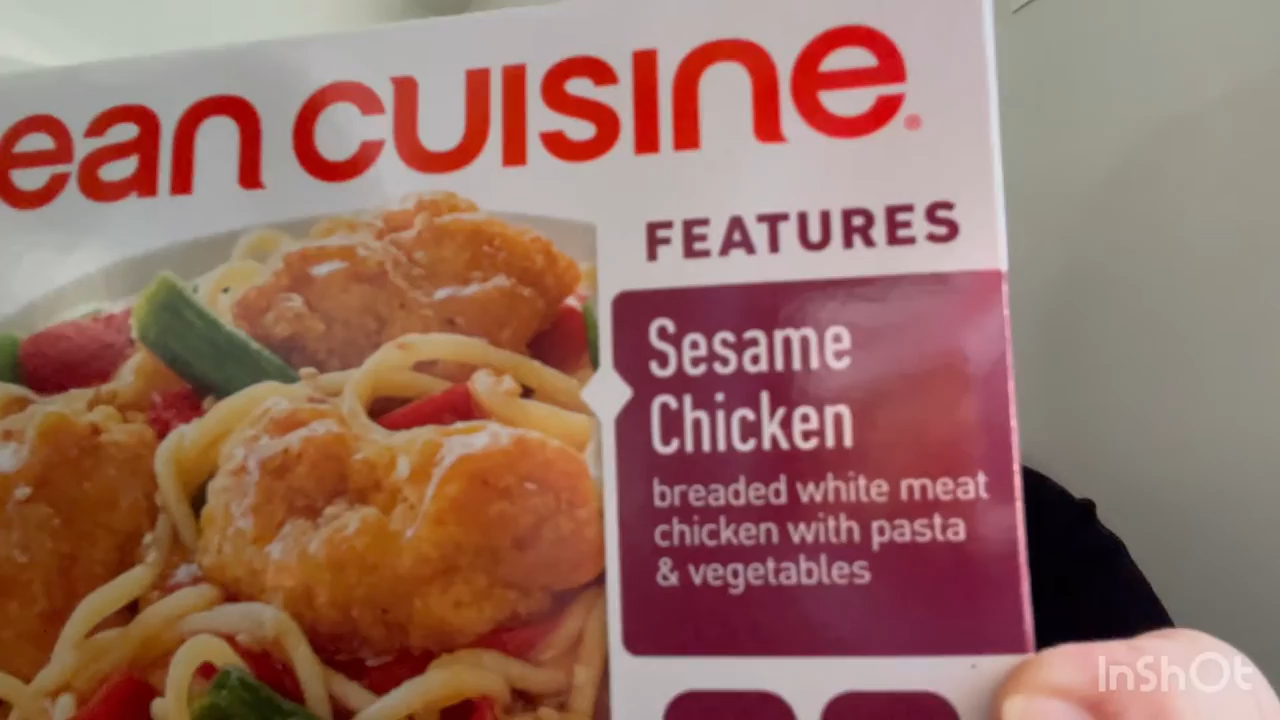 ean cuisine
FEATURES
Sesame
Chicken
breaded white meat
chicken with pasta
& vegetables
InShOt